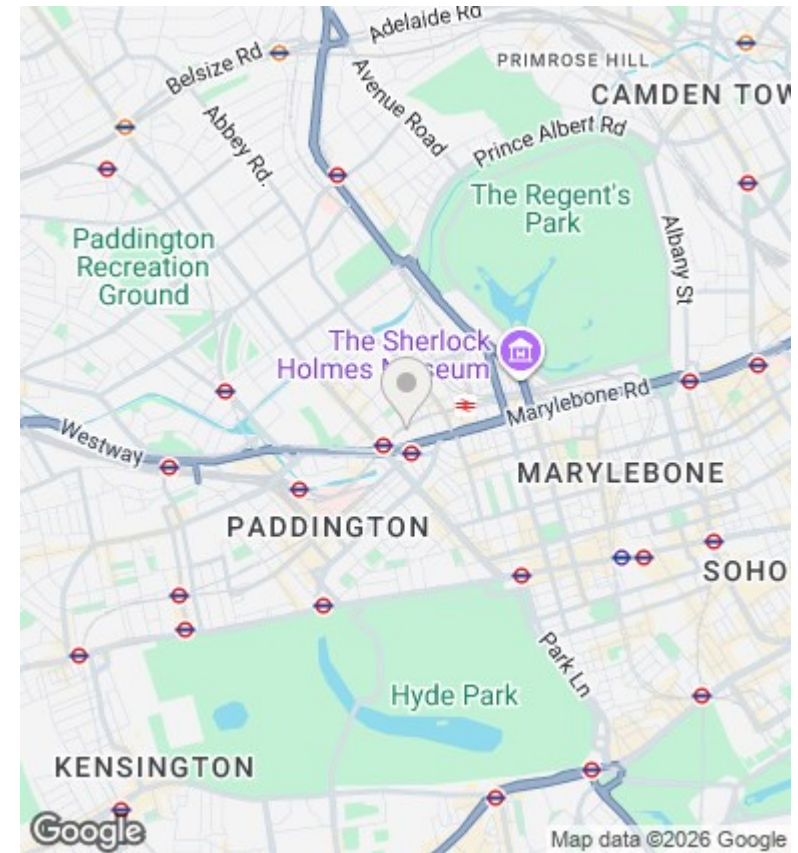 Adelaide Rd
PRIMROSE HILL
Belsize Rd
Avenue Road
CAMDEN TOW
Abbey Rd.
Prince Albert Rd
The Regent's
Park
Albany St
Paddington
Recreation
Ground
The Sherlock
Holmes M seum
Marylebone Rd
Westway
MARYLEBONE
PADDINGTON
SOHO
Park Ln
Hyde Park
KENSINGTON
Google
Map data ©2026 Google